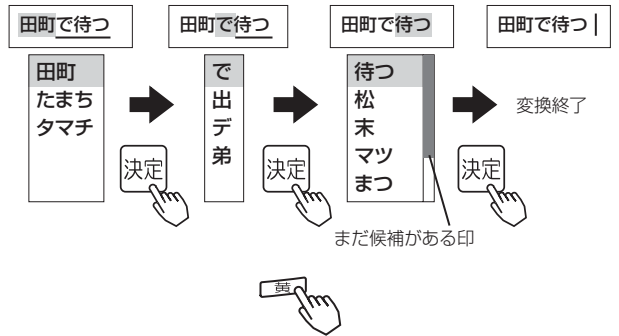 田町で待つ
田町
たまち
タマチ
決定
田町で待つ
で
出
デ
弟
決定
田町で待つ
待つ
松
末
マツ
まつ
まだ候補がある印
決定
田町で待つ
変換終了
黄